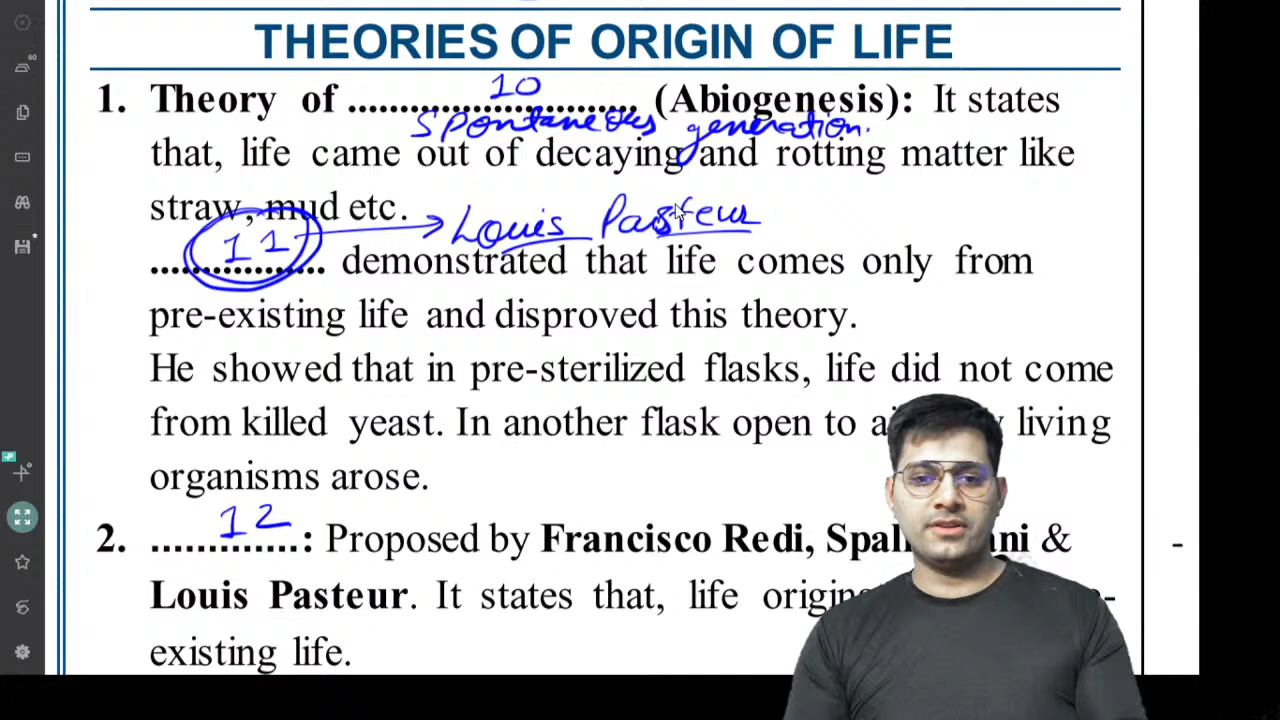 THEORIES OF ORIGIN OF LIFE
10
1. Theory of ............................ (Abiogenesis): It states
Spontaneous generation.
that, life came out of decaying and rotting matter like
straw, mud etc.
11 → Louis Pasteur
................. demonstrated that life comes only from
pre-existing life and disproved this theory.
He showed that in pre-sterilized flasks, life did not come
from killed yeast. In another flask open to living
organisms arose.
12
2. ..............: Proposed by Francisco Redi, &
Louis Pasteur. It states that, life
existing life.
60
-